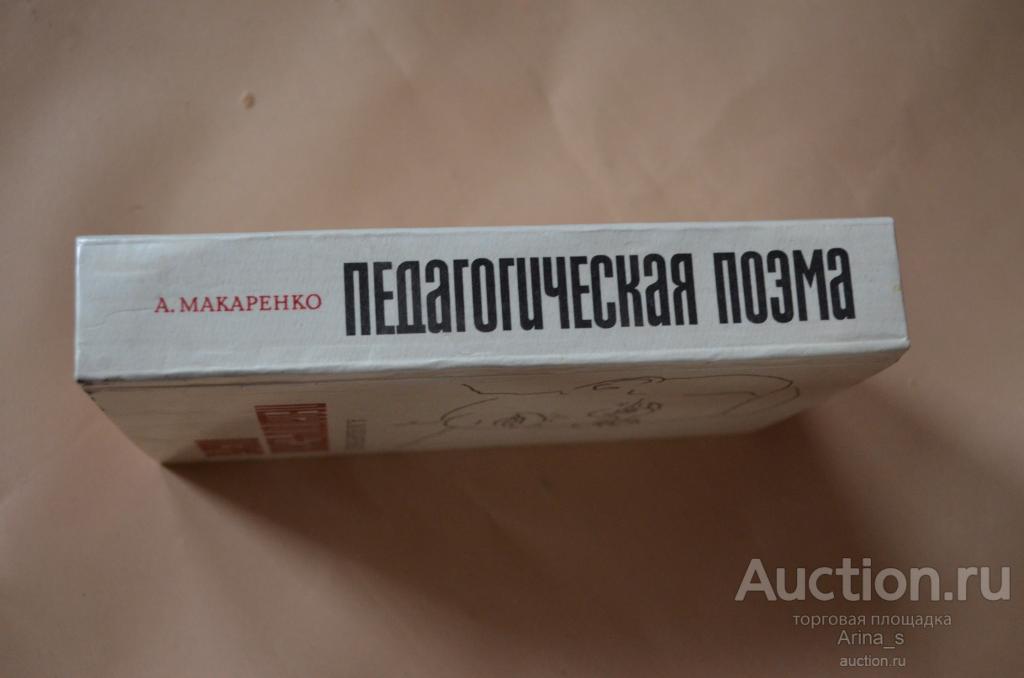 А. МАКАРЕНКО ПЕДАГОГИЧЕСКАЯ ПОЭМА
Auction.ru
торговая площадка
Arina_s
auction.ru